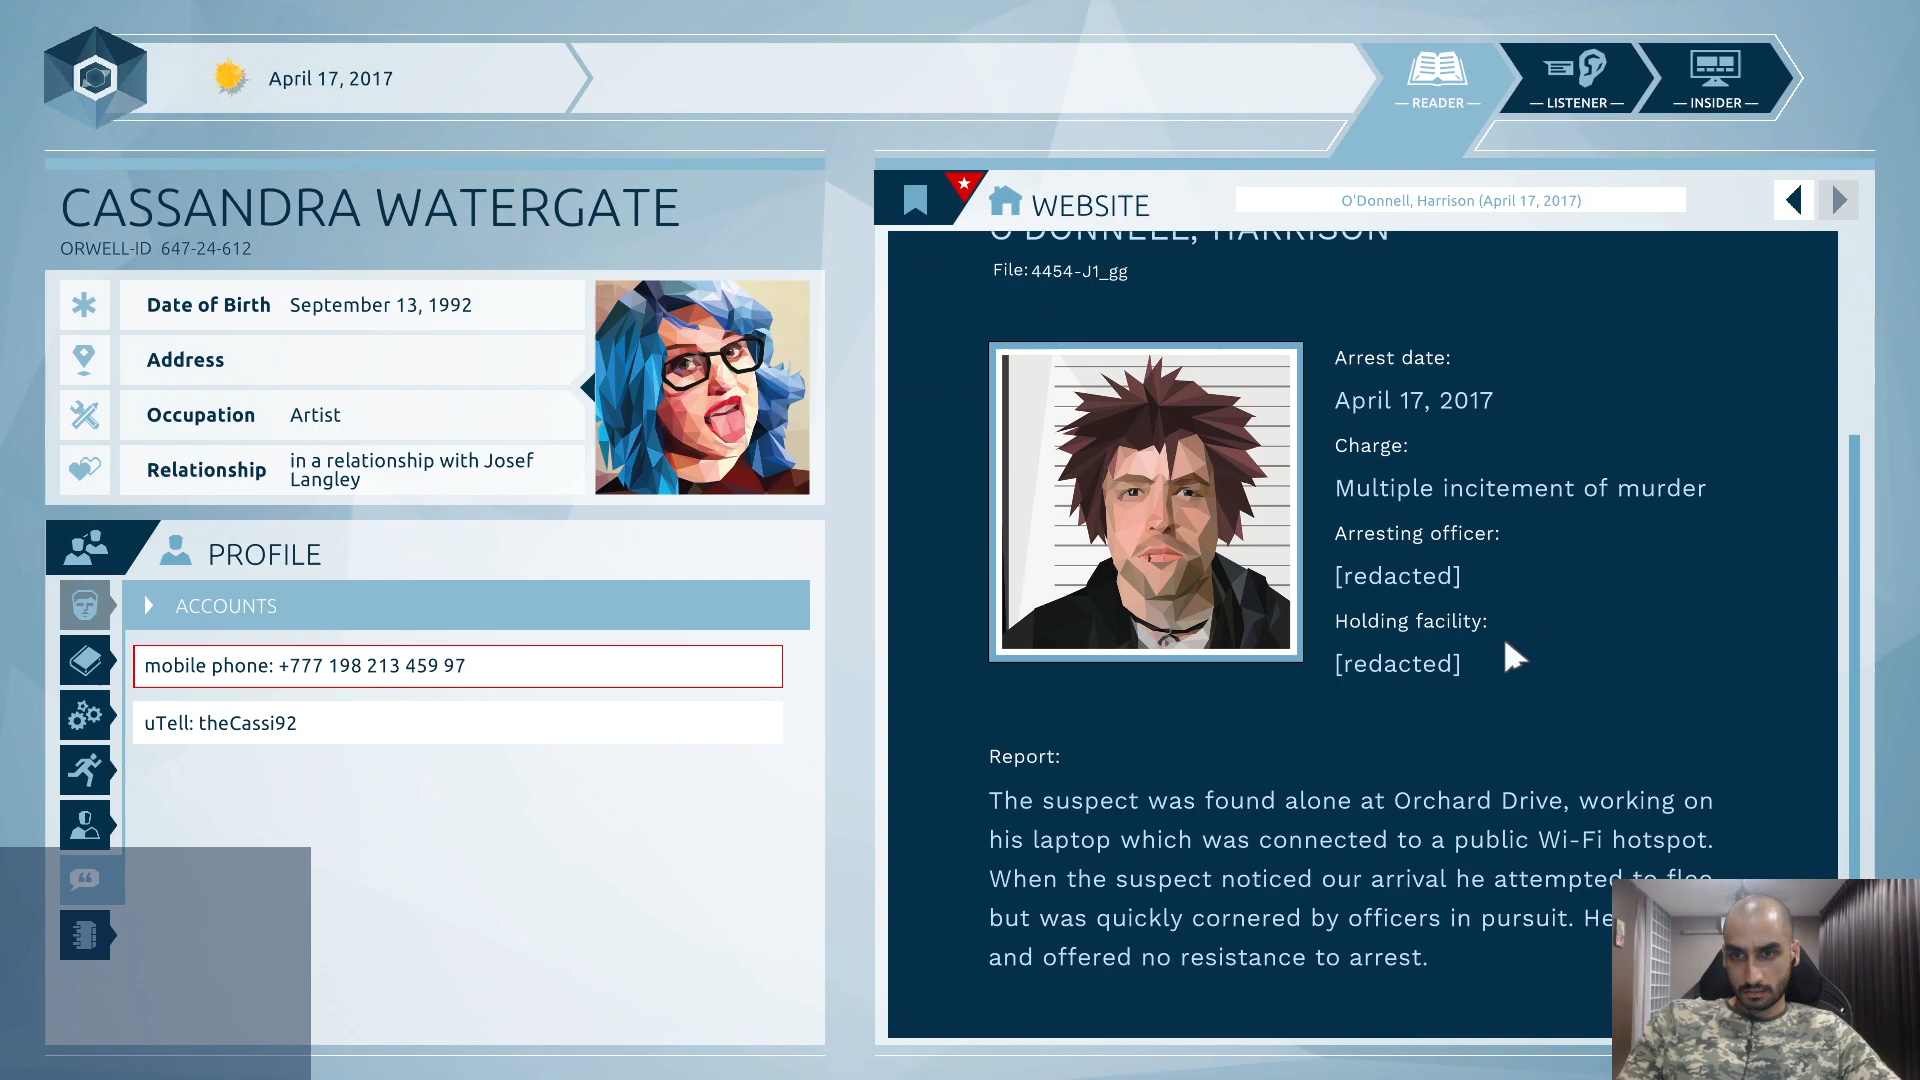 April 17, 2017
— READER —
— LISTENER —
— INSIDER —
CASSANDRA WATERGATE
ORWELL-ID 647-24-612
Date of Birth September 13, 1992
Address
Occupation Artist
Relationship in a relationship with Josef
Langley
PROFILE
ACCOUNTS
mobile phone: +777 198 213 459 97
uTell: theCassi92
WEBSITE
O'Donnell, Harrison (April 17, 2017)
O'DONNELL, HARRISON
File: 4454-J1_gg
Arrest date:
April 17, 2017
Charge:
Multiple incitement of murder
Arresting officer:
[redacted]
Holding facility:
[redacted]
Report:
The suspect was found alone at Orchard Drive, working on
his laptop which was connected to a public Wi-Fi hotspot.
When the suspect noticed our arrival he attempted to flee
but was quickly cornered by officers in pursuit. He
and offered no resistance to arrest.